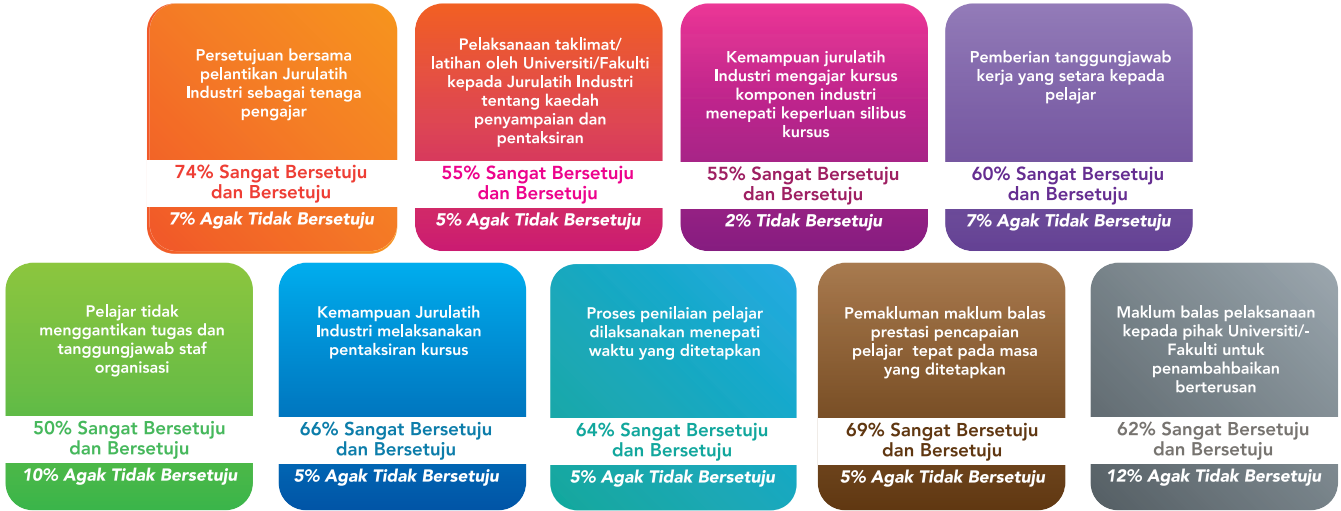 Persetujuan bersama
pelantikan Jurulatih
Industri sebagai tenaga
pengajar
74% Sangat Bersetuju
dan Bersetuju
7% Agak Tidak Bersetuju
Pelaksanaan taklimat/
latihan oleh Universiti/Fakulti
kepada Jurulatih Industri
tentang kaedah
penyampaian dan
pentaksiran
55% Sangat Bersetuju
dan Bersetuju
5% Agak Tidak Bersetuju
Kemampuan jurulatih
Industri mengajar kursus
komponen industri
menepati keperluan silibus
kursus
55% Sangat Bersetuju
dan Bersetuju
2% Tidak Bersetuju
Pemberian tanggungjawab
kerja yang setara kepada
pelajar
60% Sangat Bersetuju
dan Bersetuju
7% Agak Tidak Bersetuju
Pelajar tidak
menggantikan tugas dan
tanggungjawab staf
organisasi
50% Sangat Bersetuju
dan Bersetuju
10% Agak Tidak Bersetuju
Kemampuan Jurulatih
Industri melaksanakan
pentaksiran kursus
66% Sangat Bersetuju
dan Bersetuju
5% Agak Tidak Bersetuju
Proses penilaian pelajar
dilaksanakan menepati
waktu yang ditetapkan
64% Sangat Bersetuju
dan Bersetuju
5% Agak Tidak Bersetuju
Pemakluman maklum balas
prestasi pencapaian
pelajar tepat pada masa
yang ditetapkan
69% Sangat Bersetuju
dan Bersetuju
5% Agak Tidak Bersetuju
Maklum balas pelaksanaan
kepada pihak Universiti/-
Fakulti untuk
penambahbaikan
berterusan
62% Sangat Bersetuju
dan Bersetuju
12% Agak Tidak Bersetuju